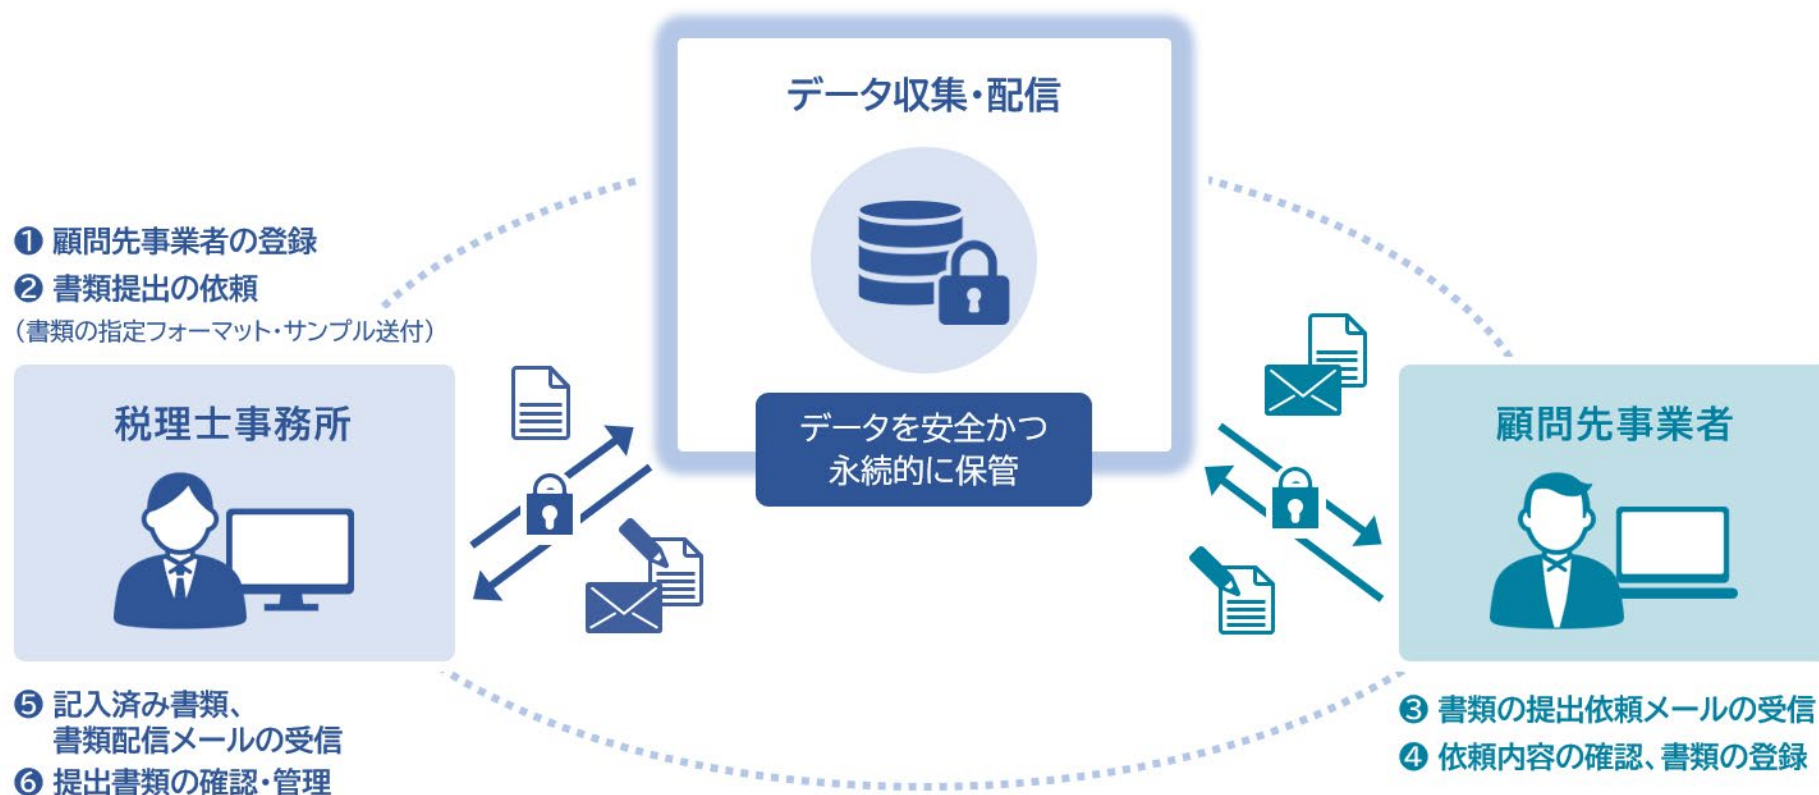 データ収集・配信
データを安全かつ
永続的に保管
❶ 顧問先事業者の登録
❷ 書類提出の依頼
（書類の指定フォーマット・サンプル送付）
税理士事務所
顧問先事業者
❸ 書類の提出依頼メールの受信
❹ 依頼内容の確認、書類の登録
❺ 記入済み書類、
書類配信メールの受信
❻ 提出書類の確認・管理